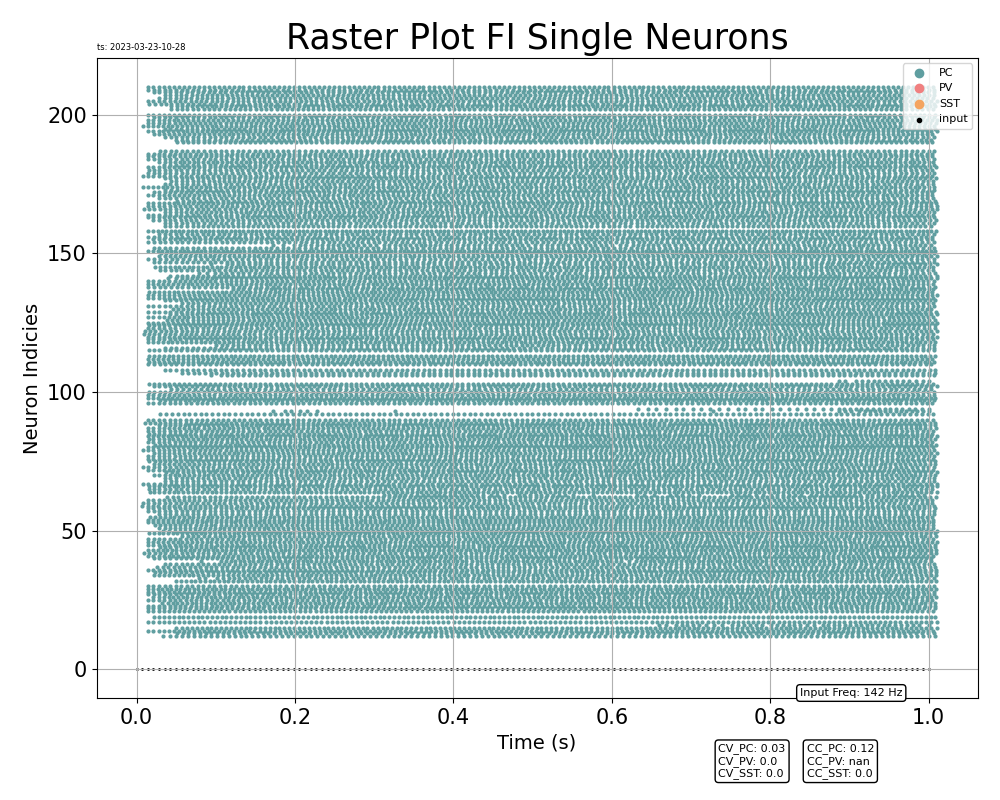 Raster Plot FI Single Neurons
ts: 2023-03-23-10-28
PC
PV
SST
input
200
150
100
50
0
Neuron Indicies
0.0 0.2 0.4 0.6 0.8 1.0
Time (s)
Input Freq: 142 Hz
CV_PC: 0.03
CV_PV: 0.0
CV_SST: 0.0
CC_PC: 0.12
CC_PV: nan
CC_SST: 0.0